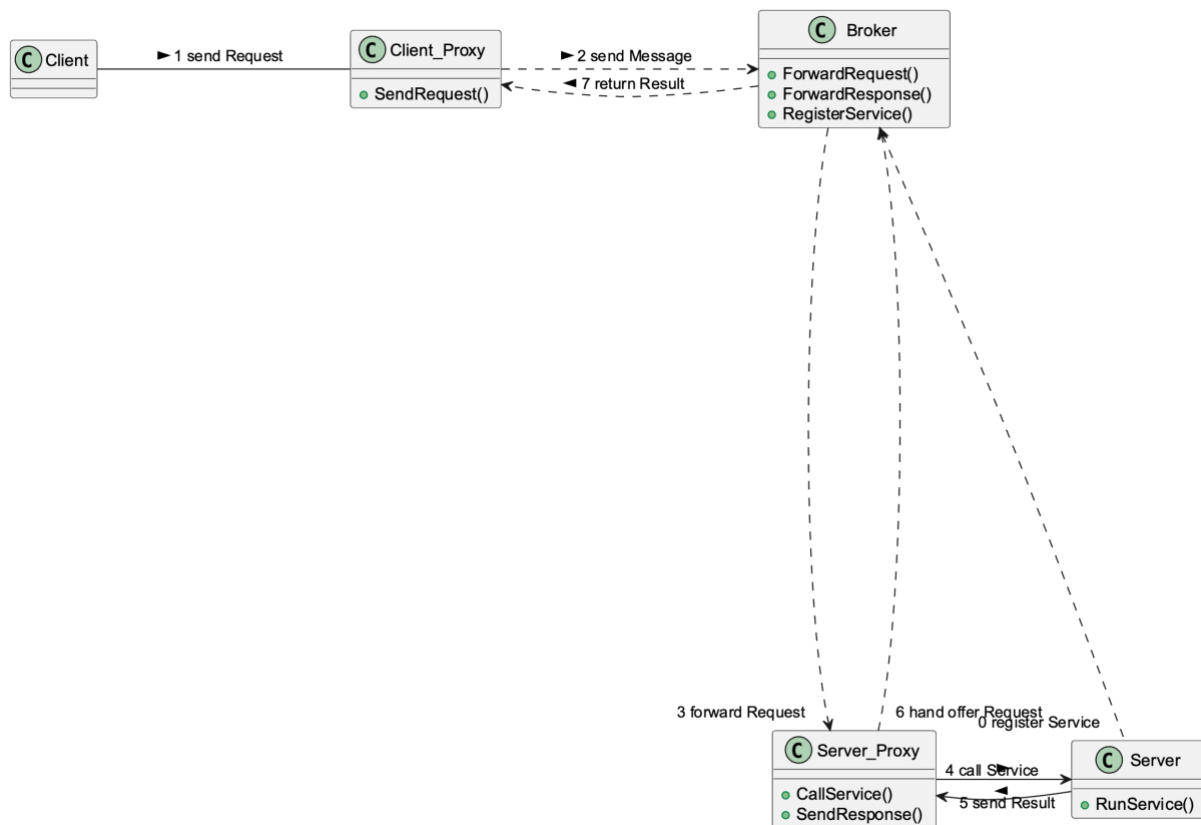 C Client
1 send Request
C Client_Proxy
SendRequest()
2 send Message
7 return Result
C Broker
ForwardRequest()
ForwardResponse()
RegisterService()
3 forward Request
6 hand offer Request
0 register Service
C Server_Proxy
CallService()
SendResponse()
4 call Service
5 send Result
C Server
RunService()